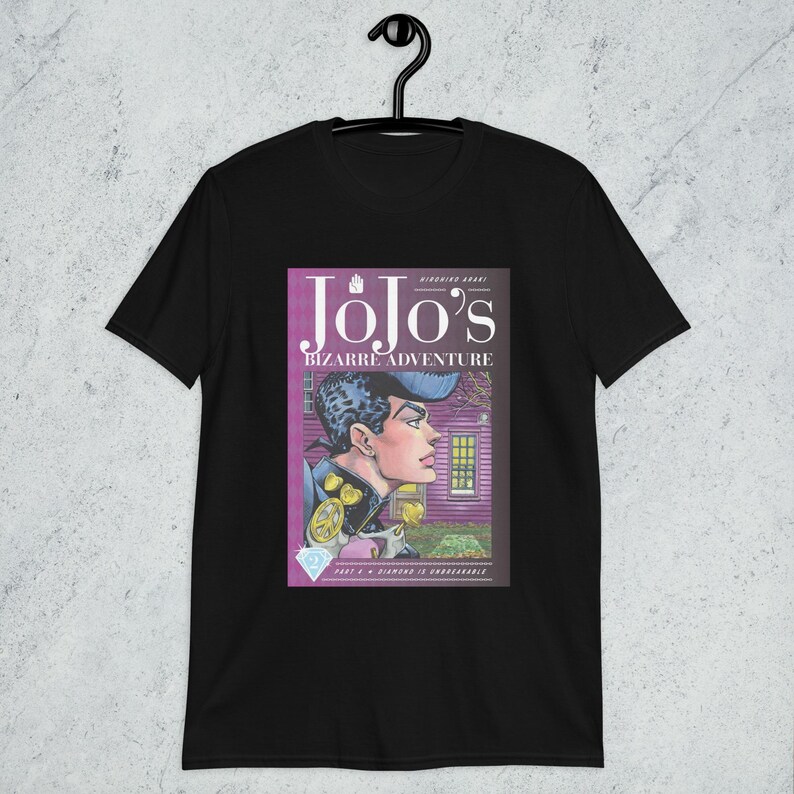 HIROHIKO ARAKI
JoJo's
BIZARRE ADVENTURE
2
PART 4 * DIAMOND IS UNBREAKABLE